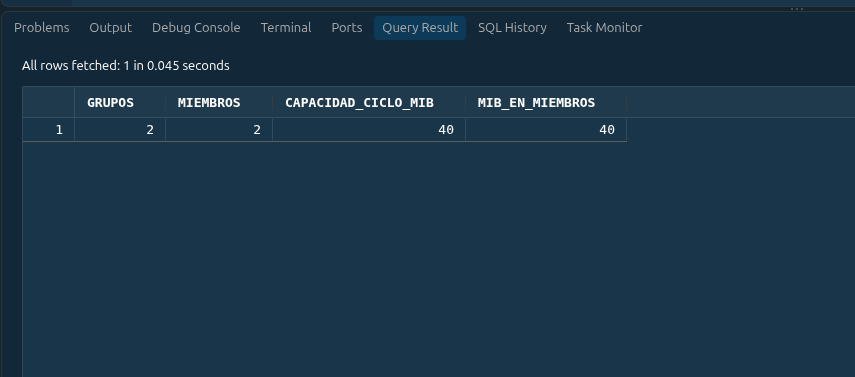 Problems Output Debug Console Terminal Ports Query Result SQL History Task Monitor
All rows fetched: 1 in 0.045 seconds
GRUPOS MIEMBROS CAPACIDAD_CICLO_MIB MIB_EN_MIEMBROS
1 2 2 40 40